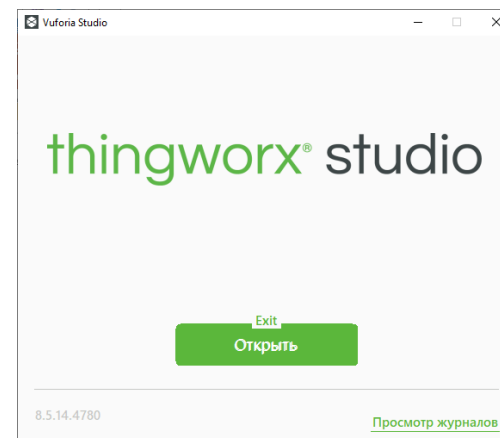 Vuforia Studio
thingworx® studio
Exit
Открыть
8.5.14.4780
Просмотр журналов